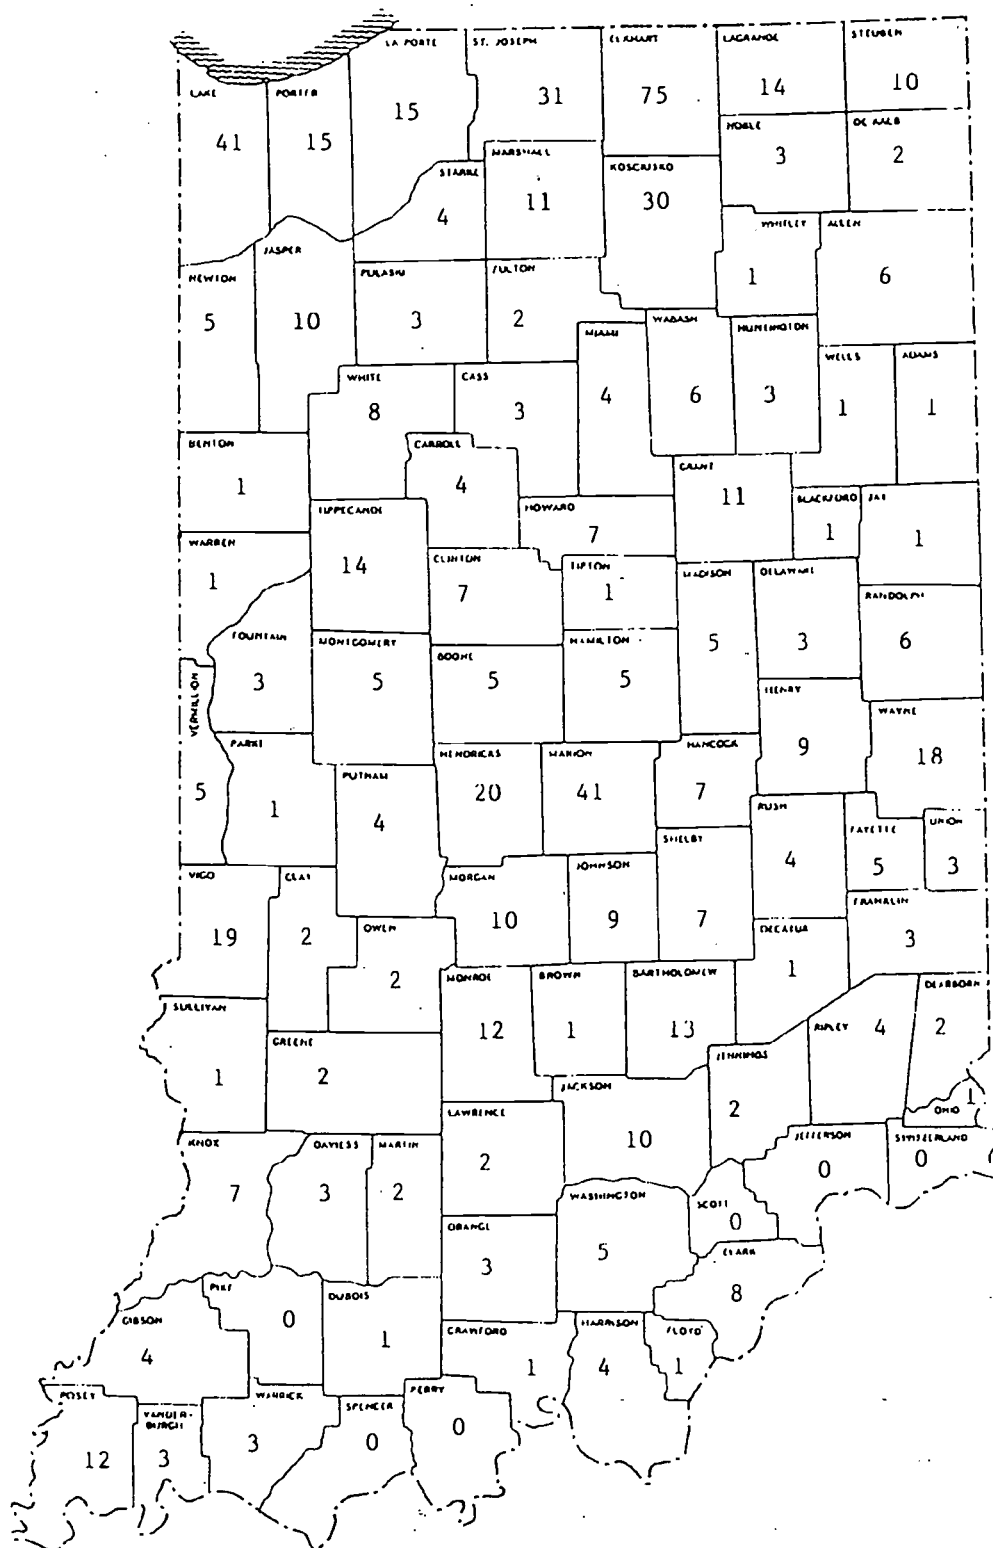 LA PORTE
15
ST. JOSEPH
31
ELKHART
75
LAGRANGE
14
STEUBEN
10
LAKE
41
PORTER
15
NOBLE
3
DE KALB
2
STARKE
4
MARSHALL
11
KOSCIUSKO
30
WHITLEY
1
ALLEN
6
NEWTON
5
JASPER
10
PULASKI
3
FULTON
2
MIAMI
4
WABASH
6
HUNTINGTON
3
WELLS
1
ADAMS
1
WHITE
8
CASS
3
BENTON
1
CARROLL
4
GRANT
11
BLACKFORD
1
JAY
1
TIPPECANOE
14
HOWARD
7
WARREN
1
CLINTON
7
TIPTON
1
MADISON
5
DELAWARE
3
RANDOLPH
6
FOUNTAIN
3
MONTGOMERY
5
BOONE
5
HAMILTON
5
VERMILLION
5
HENRY
9
WAYNE
18
PARKE
1
PUTNAM
4
HENDRICKS
20
MARION
41
HANCOCK
7
RUSH
4
FAYETTE
5
UNION
3
SHELBY
7
VIGO
19
CLAY
2
MORGAN
10
JOHNSON
9
FRANKLIN
3
OWEN
2
DECATUR
1
MONROE
12
BROWN
1
BARTHOLOMEW
13
DEARBORN
2
SULLIVAN
1
GREENE
2
JENNINGS
2
RIPLEY
4
JACKSON
10
LAWRENCE
2
OHIO
1
KNOX
7
DAVIESS
3
MARTIN
2
JEFFERSON
0
SWITZERLAND
0
WASHINGTON
5
SCOTT
0
ORANGE
3
CLARK
8
PIKE
0
DUBOIS
1
GIBSON
4
CRAWFORD
1
HARRISON
4
FLOYD
1
POSEY
12
VANDER-
BURGH
3
WARRICK
3
SPENCER
0
PERRY
0